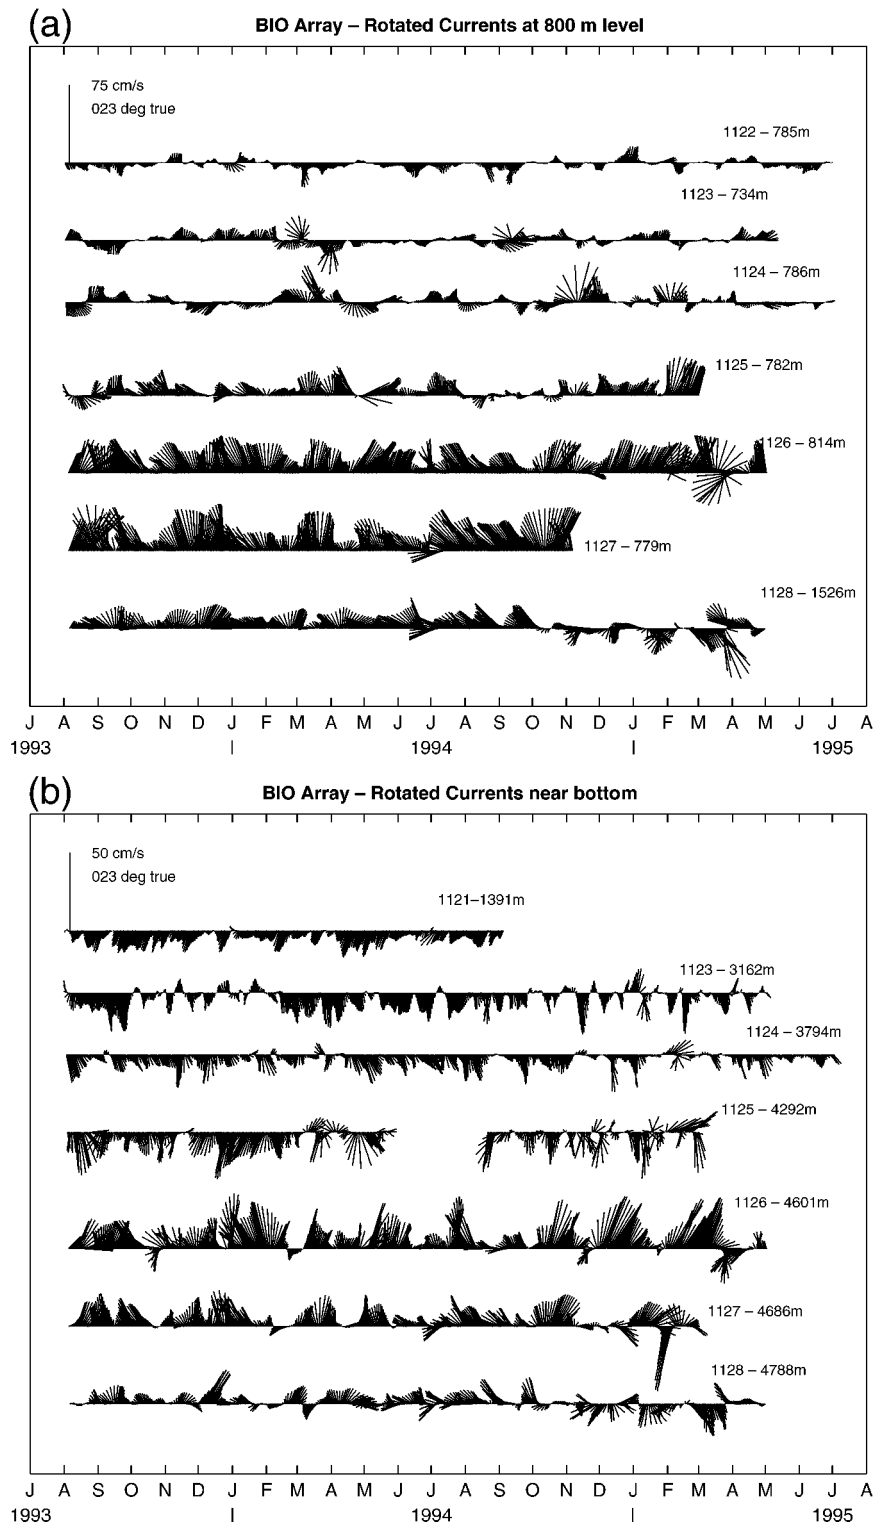 (a)
BIO Array – Rotated Currents at 800 m level
75 cm/s
023 deg true
1122 – 785m
1123 – 734m
1124 – 786m
1125 – 782m
1126 – 814m
1127 – 779m
1128 – 1526m
J A S O N D J F M A M J J A S O N D J F M A M J J A
1993 1994 1995
(b)
BIO Array – Rotated Currents near bottom
50 cm/s
023 deg true
1121–1391m
1123 – 3162m
1124 – 3794m
1125 – 4292m
1126 – 4601m
1127 – 4686m
1128 – 4788m
J A S O N D J F M A M J J A S O N D J F M A M J J A
1993 1994 1995